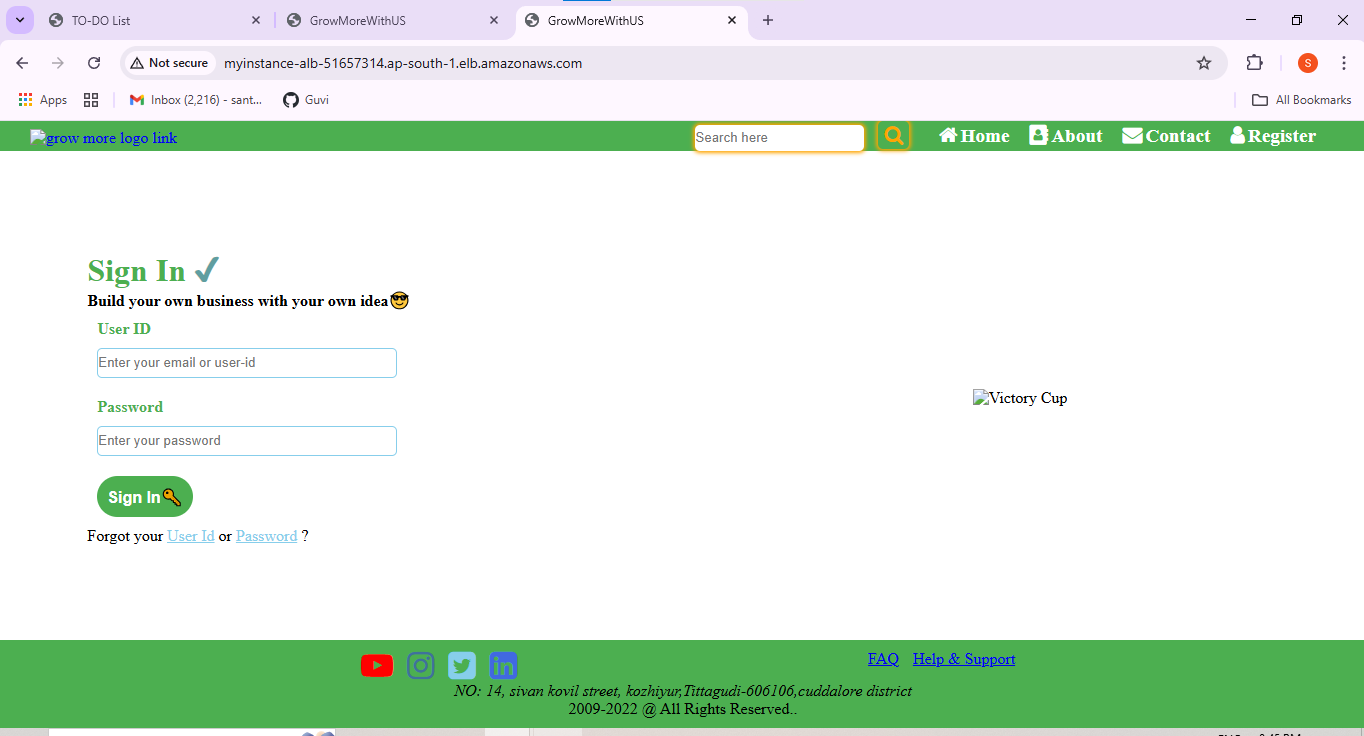 TO-DO List
GrowMoreWithUS
GrowMoreWithUS
Not secure
myinstance-alb-51657314.ap-south-1.elb.amazonaws.com
S
Apps
Inbox (2,216) - sant...
Guvi
All Bookmarks
grow more logo link
Search here
Home
About
Contact
Register
Sign In
Build your own business with your own idea😎
User ID
Enter your email or user-id
Password
Enter your password
Victory Cup
Sign In🔑
Forgot your User Id or Password ?
FAQ Help & Support
NO: 14, sivan kovil street, kozhiyur,Tittagudi-606106,cuddalore district
2009-2022 @ All Rights Reserved..